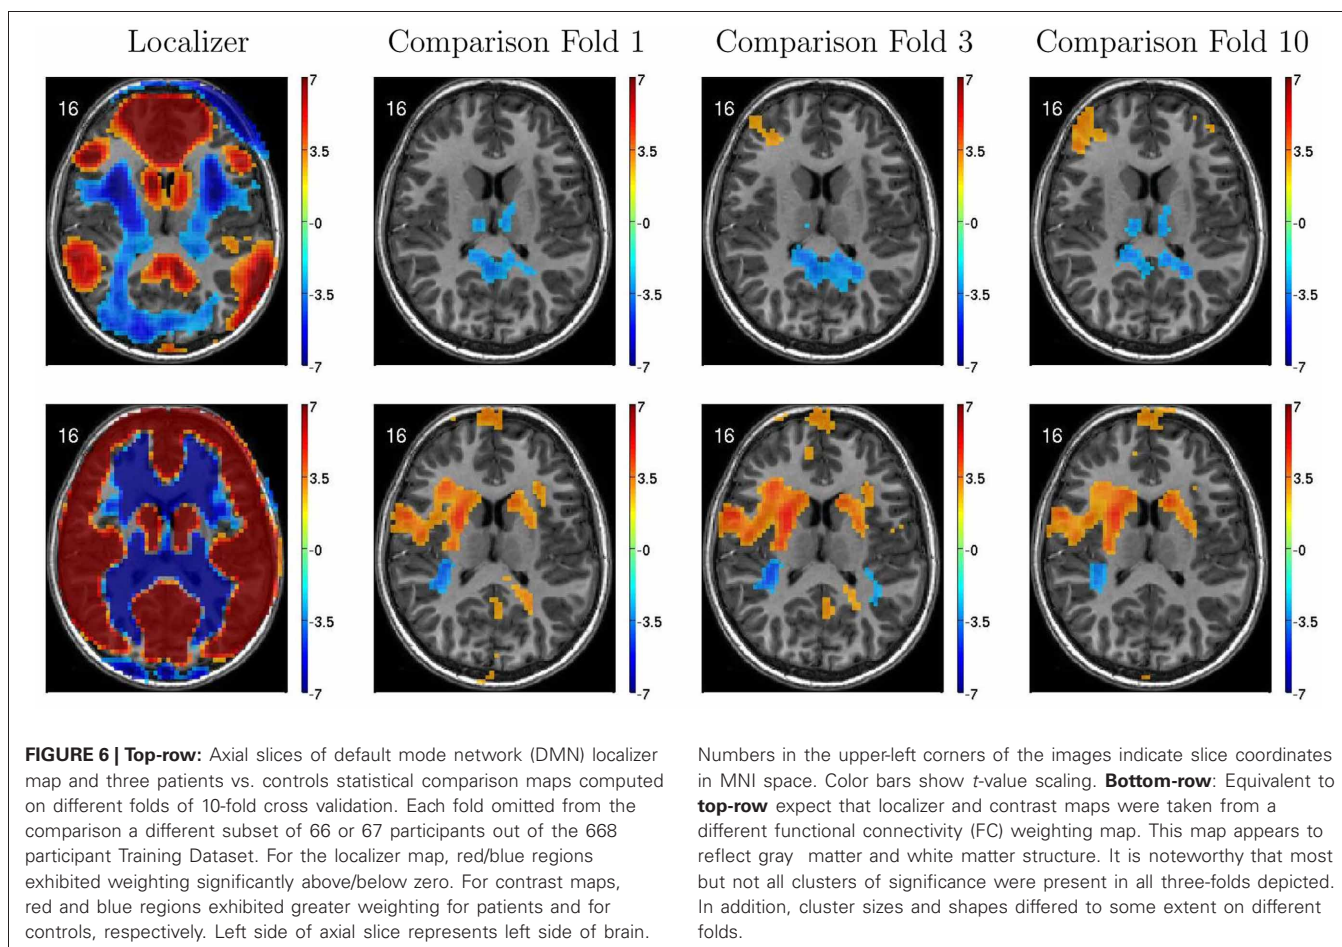 Localizer
Comparison Fold 1
Comparison Fold 3
Comparison Fold 10
16
7
3.5
-0
-3.5
-7
16
7
3.5
-0
-3.5
-7
16
7
3.5
-0
-3.5
-7
16
7
3.5
-0
-3.5
-7
16
7
3.5
-0
-3.5
-7
16
7
3.5
-0
-3.5
-7
16
7
3.5
-0
-3.5
-7
16
7
3.5
-0
-3.5
-7
FIGURE 6 | Top-row: Axial slices of default mode network (DMN) localizer
map and three patients vs. controls statistical comparison maps computed
on different folds of 10-fold cross validation. Each fold omitted from the
comparison a different subset of 66 or 67 participants out of the 668
participant Training Dataset. For the localizer map, red/blue regions
exhibited weighting significantly above/below zero. For contrast maps,
red and blue regions exhibited greater weighting for patients and for
controls, respectively. Left side of axial slice represents left side of brain.
Numbers in the upper-left corners of the images indicate slice coordinates
in MNI space. Color bars show t-value scaling. Bottom-row: Equivalent to
top-row expect that localizer and contrast maps were taken from a
different functional connectivity (FC) weighting map. This map appears to
reflect gray matter and white matter structure. It is noteworthy that most
but not all clusters of significance were present in all three-folds depicted.
In addition, cluster sizes and shapes differed to some extent on different
folds.